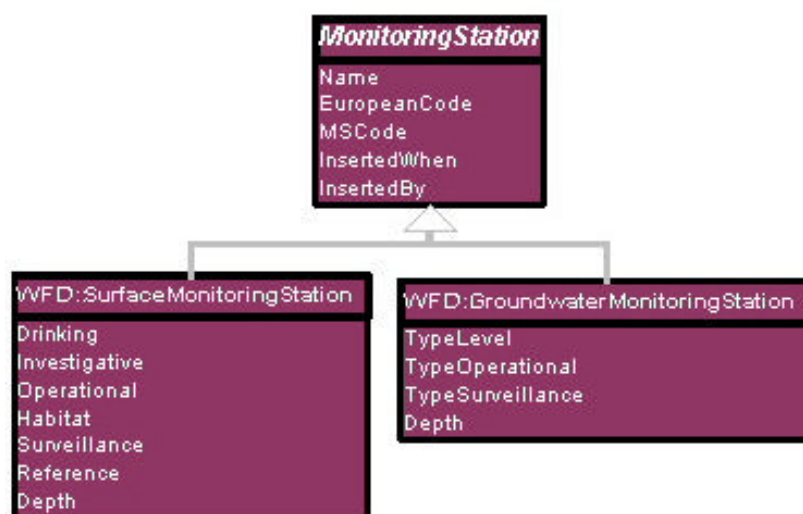 MonitoringStation
Name
EuropeanCode
MSCode
InsertedWhen
InsertedBy
WFD:SurfaceMonitoringStation
Drinking
Investigative
Operational
Habitat
Surveillance
Reference
Depth
WFD:GroundwaterMonitoringStation
TypeLevel
TypeOperational
TypeSurveillance
Depth